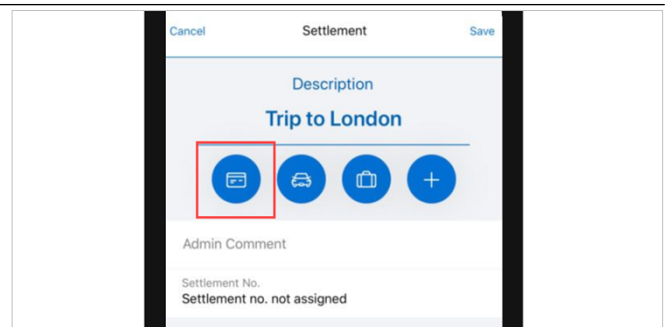 Cancel Settlement Save
Description
Trip to London
Admin Comment
Settlement No.
Settlement no. not assigned